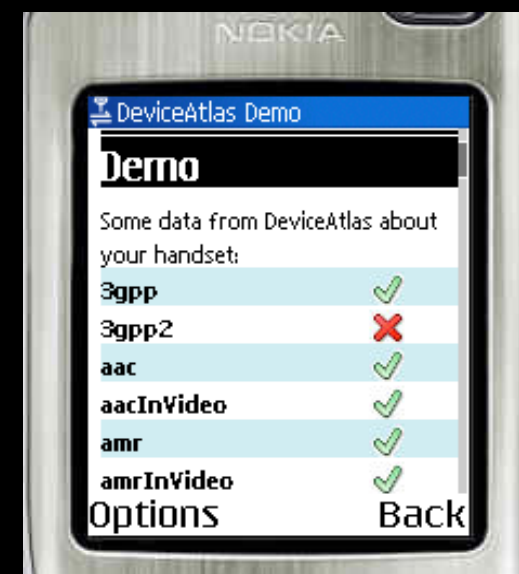 NOKIA
DeviceAtlas Demo
Demo
Some data from DeviceAtlas about
your handset:
3gpp
3gpp2
aac
aacInVideo
amr
amrInVideo
Options Back